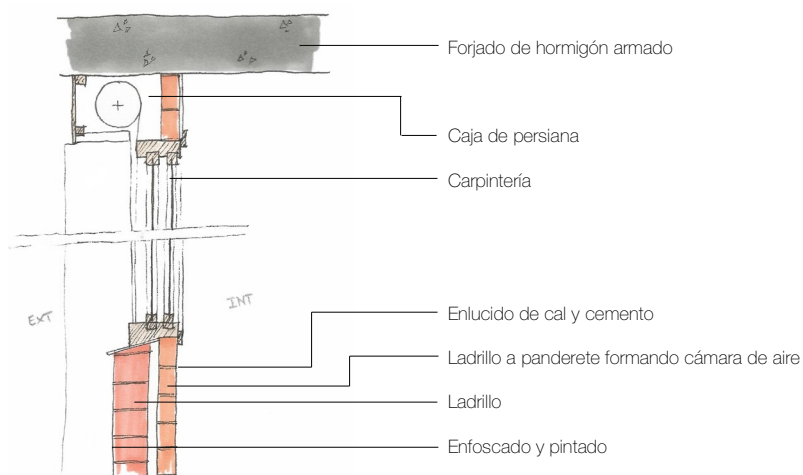 Forjado de hormigón armado
Caja de persiana
Carpintería
EXT
INT
Enlucido de cal y cemento
Ladrillo a panderete formando cámara de aire
Ladrillo
Enfoscado y pintado